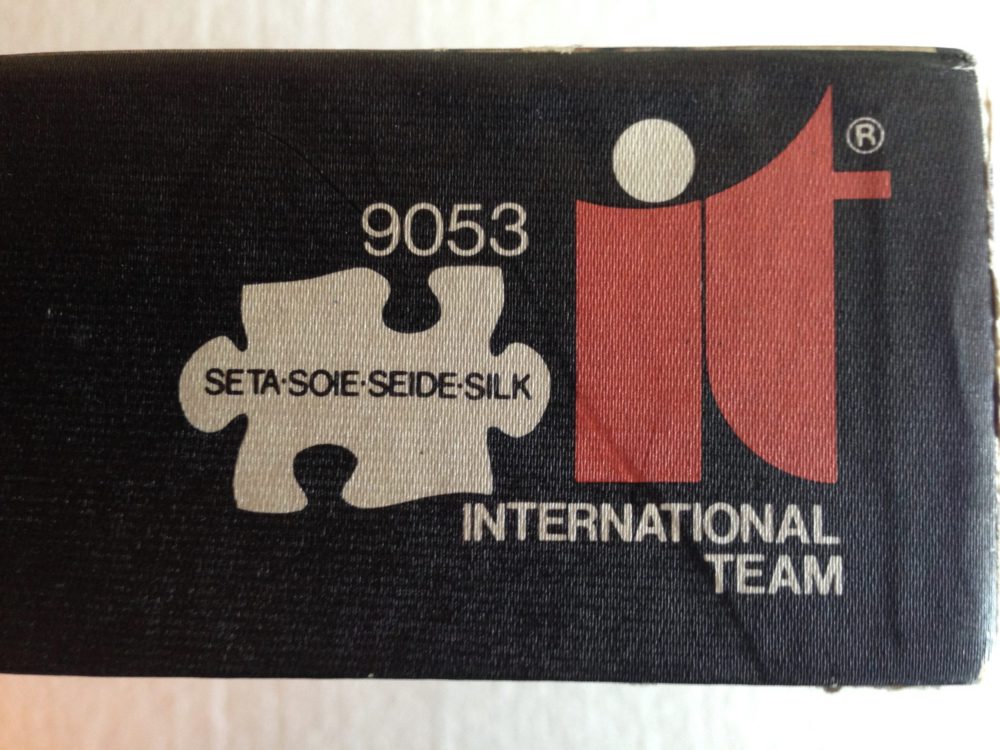 9053
SETA·SOIE·SEIDE·SILK
it®
INTERNATIONAL
TEAM